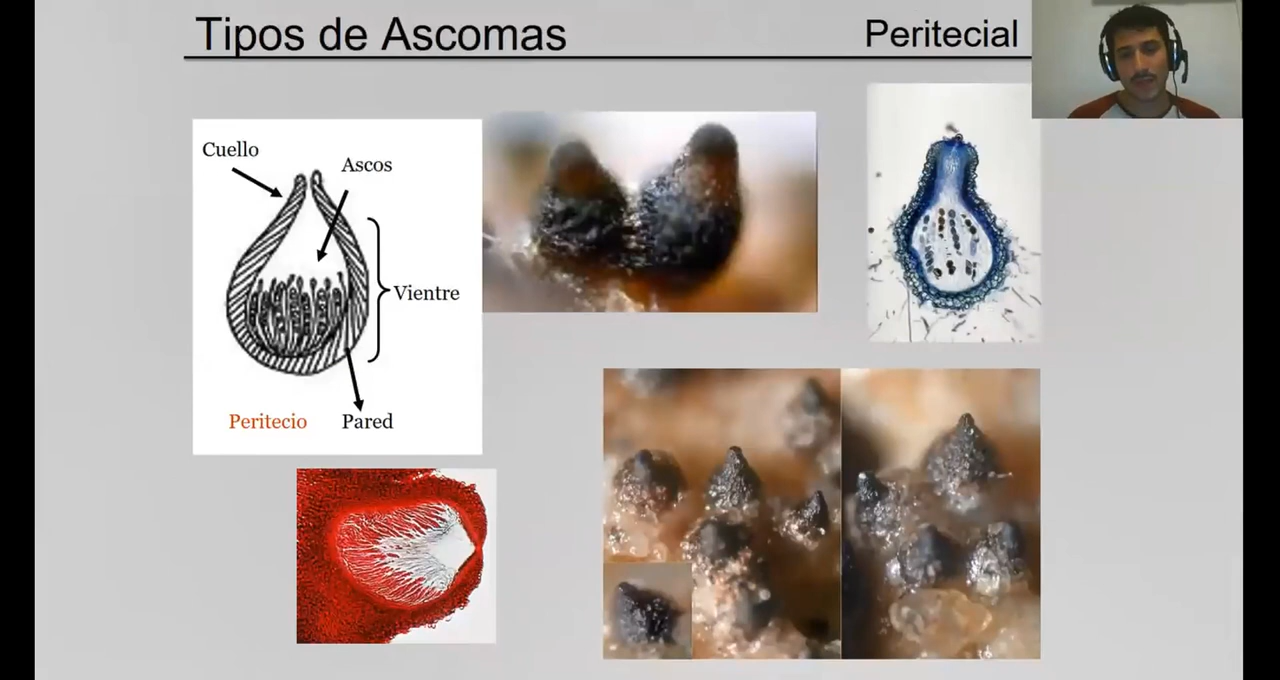 Tipos de Ascomas
Peritecial
Cuello
Ascos
Vientre
Peritecio
Pared